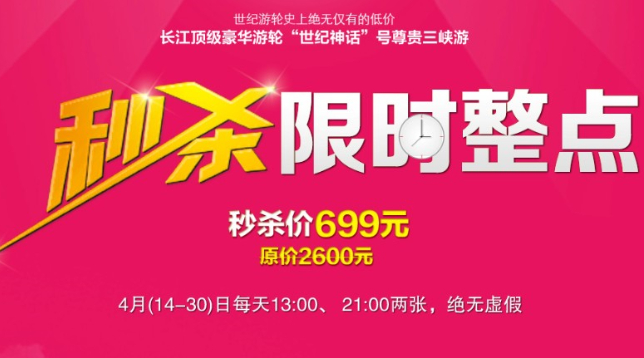 世纪游轮史上绝无仅有的低价
长江顶级豪华游轮“世纪神话”号尊贵三峡游
秒杀限时整点
秒杀价699元
原价2600元
4月(14-30)日每天13:00、 21:00两张，绝无虚假